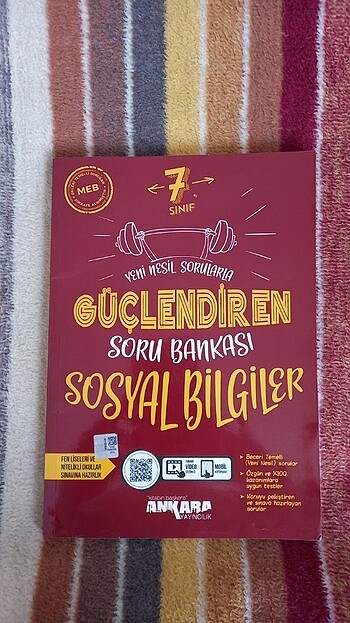 MEB
7.
SINIF
YENİ NESİL SORULARLA
GÜÇLENDİREN
SORU BANKASI
SOSYAL BİLGİLER
FEN LİSELERİ VE
NİTELİKLİ OKULLAR
SINAVINA HAZIRLIK
VİDEO
MOBİL
Beceri Temelli
(Yeni Nesil) sorular
Özgün ve %100
kazanımlara
uygun testler
Konuyu pekiştiren
ve sınava hazırlayan
sorular
"kitabın başkenti"
ANKARA
YAYINCILIK